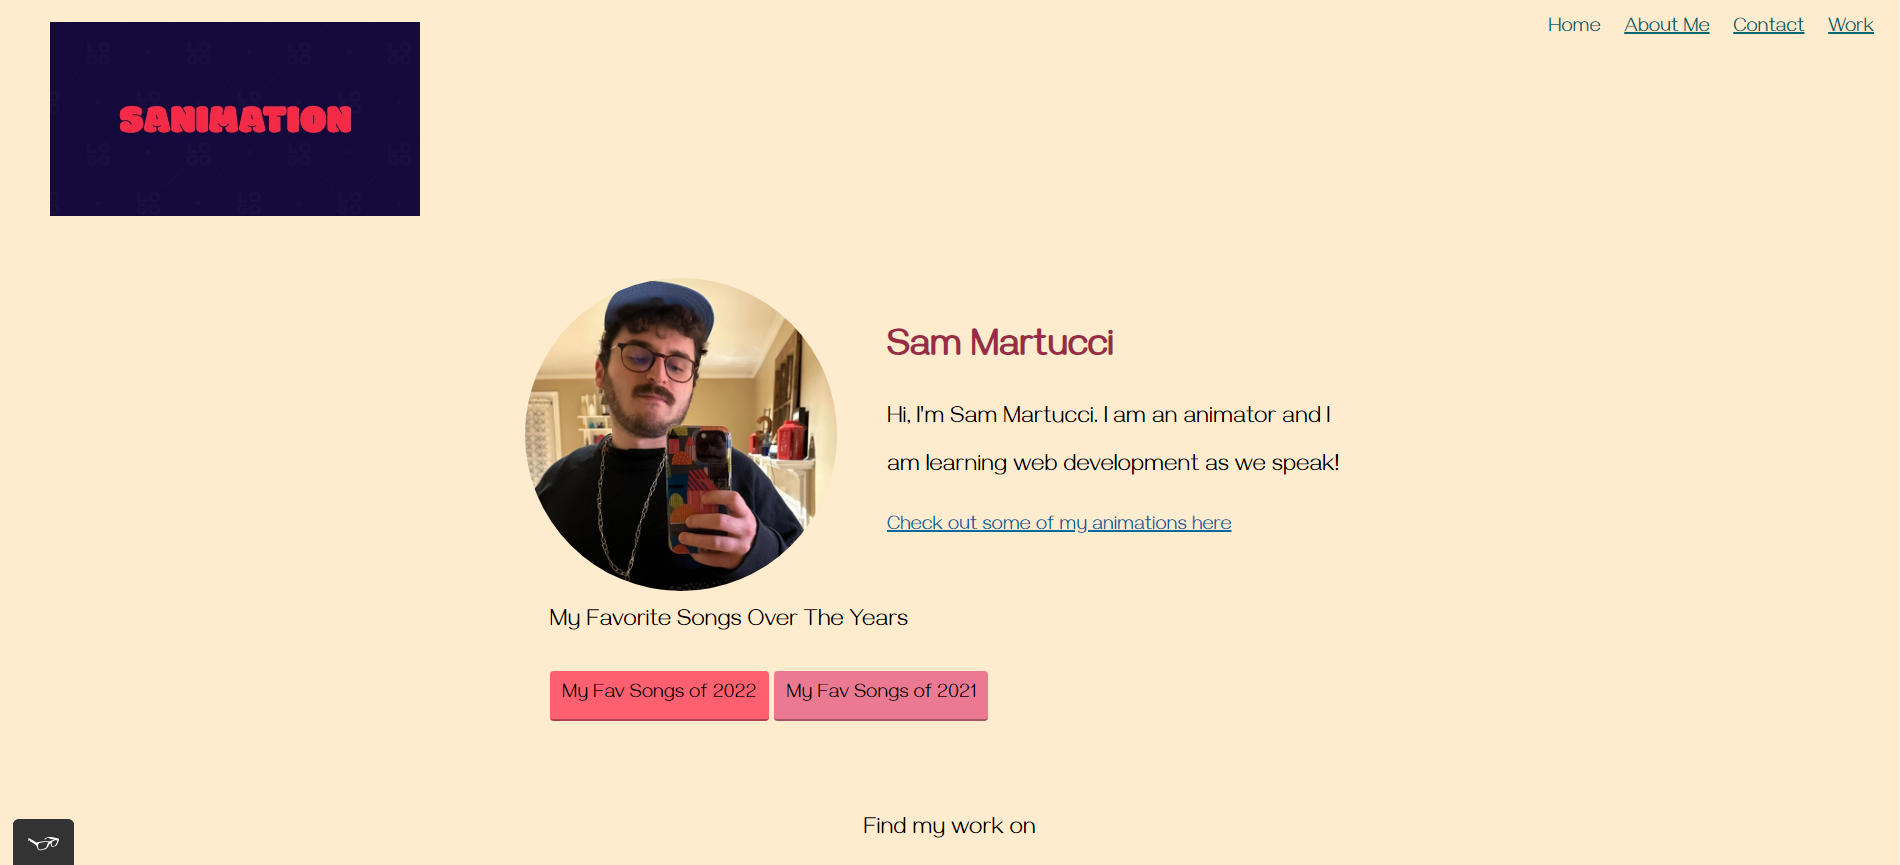 Home About Me Contact Work
SANIMATION
Sam Martucci
Hi, I'm Sam Martucci. I am an animator and I
am learning web development as we speak!
Check out some of my animations here
My Favorite Songs Over The Years
My Fav Songs of 2022 My Fav Songs of 2021
Find my work on